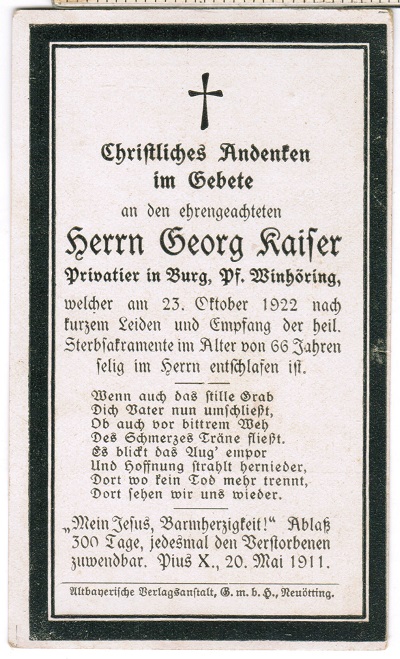 Christliches Andenken
im Gebete
an den ehrengeachteten
Herrn Georg Kaiser
Privatier in Burg, Pf. Winhöring,
welcher am 23. Oktober 1922 nach
kurzem Leiden und Empfang der heil.
Sterbsakramente im Alter von 66 Jahren
selig im Herrn entschlafen ist.
Wenn auch das stille Grab
Dich Vater nun umschließt,
Ob auch vor bittrem Weh
Des Schmerzes Träne fließt.
Es blickt das Aug' empor
Und Hoffnung strahlt hernieder,
Dort wo kein Tod mehr trennt,
Dort sehen wir uns wieder.
„Mein Jesus, Barmherzigkeit!“ Ablaß
300 Tage, jedesmal den Verstorbenen
zuwendbar. Pius X., 20. Mai 1911.
Altbayerische Verlagsanstalt, G. m. b. H., Neuötting.